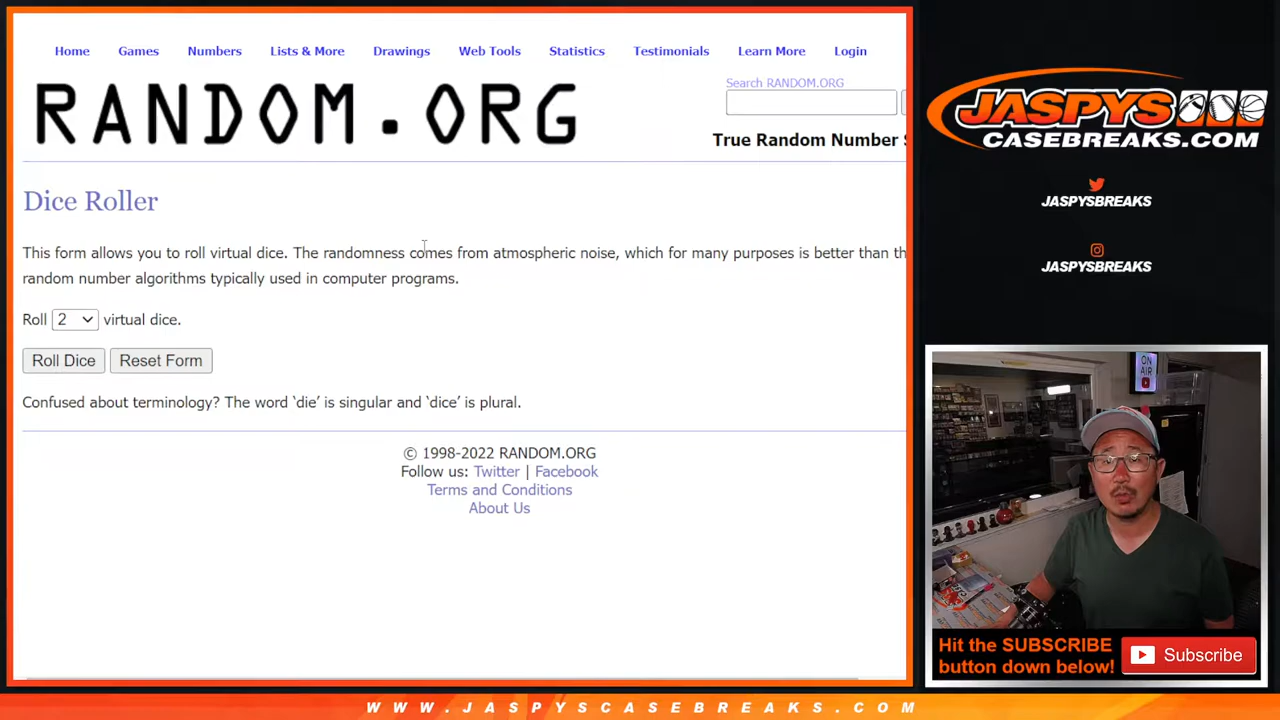 Home Games Numbers Lists & More Drawings Web Tools Statistics Testimonials Learn More Login
RANDOM.ORG
Search RANDOM.ORG
True Random Number S
Dice Roller
This form allows you to roll virtual dice. The randomness comes from atmospheric noise, which for many purposes is better than th
random number algorithms typically used in computer programs.
Roll 2 virtual dice.
Roll Dice Reset Form
Confused about terminology? The word ‘die’ is singular and ‘dice’ is plural.
© 1998-2022 RANDOM.ORG
Follow us: Twitter | Facebook
Terms and Conditions
About Us
JASPYS
CASEBREAKS.COM
JASPYSBREAKS
JASPYSBREAKS
ON
AIR
Hit the SUBSCRIBE
button down below!
Subscribe
WWW.JASPYSCASEBREAKS.COM